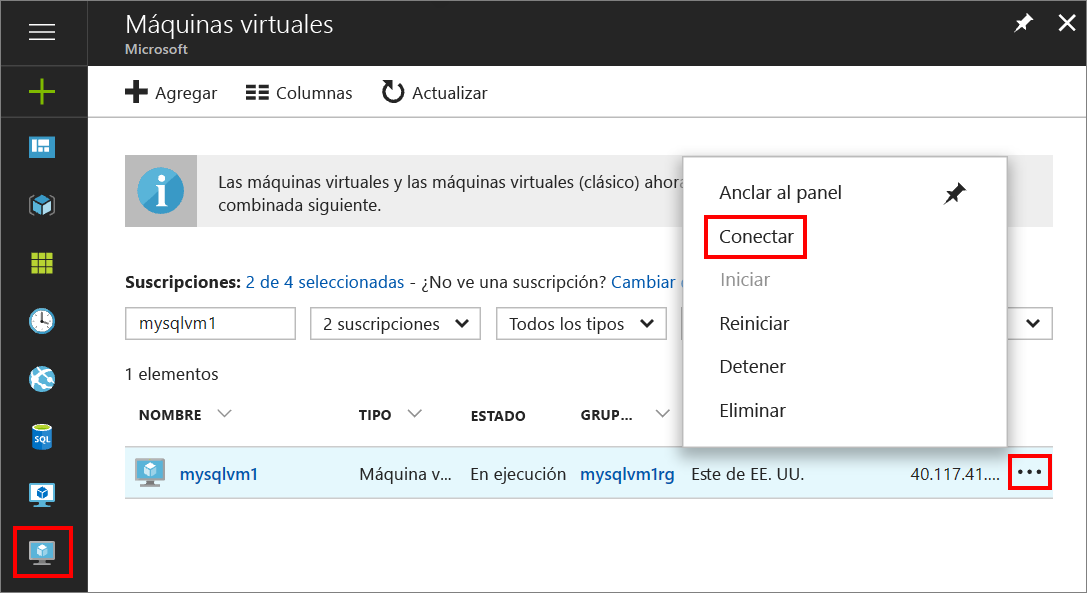 Máquinas virtuales
Microsoft
Agregar Columnas Actualizar
Las máquinas virtuales y las máquinas virtuales (clásico)
combinada siguiente.
Anclar al panel
Conectar
Iniciar
Reiniciar
Detener
Eliminar
Suscripciones: 2 de 4 seleccionadas - ¿No ve una suscripción? Cambiar
mysqlvm1 2 suscripciones Todos los tipos
1 elementos
NOMBRE TIPO ESTADO GRUP...
mysqlvm1 Máquina v... En ejecución mysqlvm1rg Este de EE. UU. 40.117.41.... ...
SQL